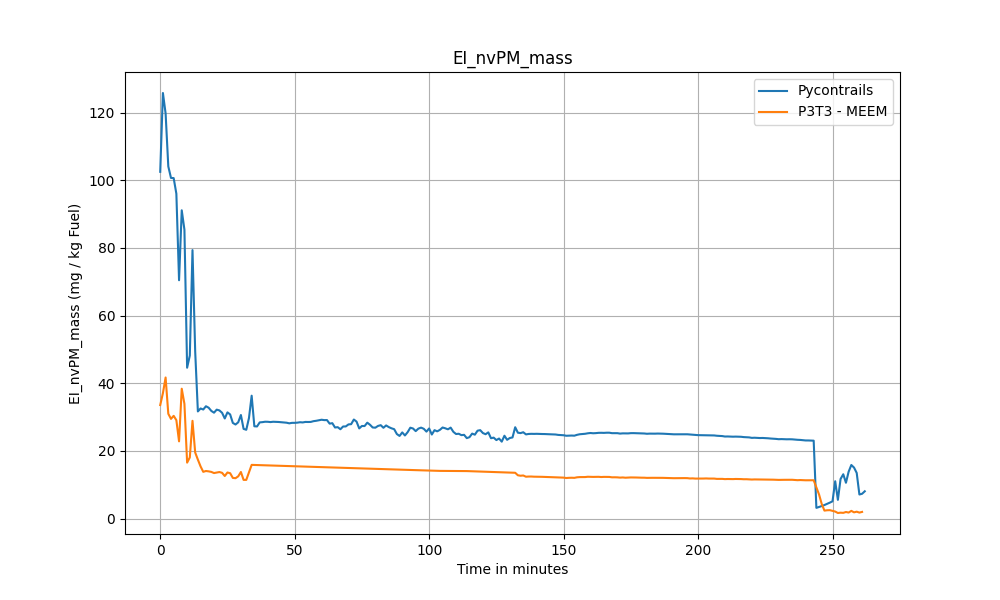 EI_nvPM_mass
Pycontrails
P3T3 - MEEM
EI_nvPM_mass (mg / kg Fuel)
120
100
80
60
40
20
0
0 50 100 150 200 250
Time in minutes